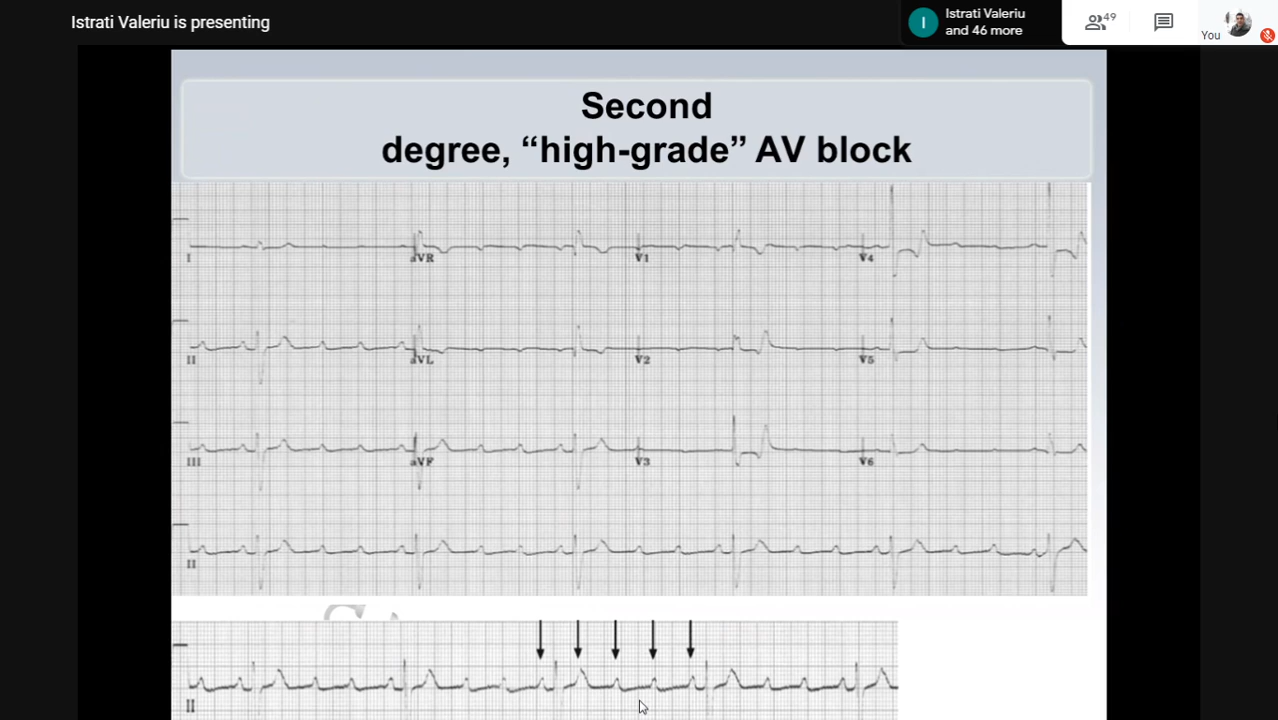 Istrati Valeriu is presenting
I
Istrati Valeriu
and 46 more
49
You
Second
degree, “high-grade” AV block
I
aVR
V1
V4
II
aVL
V2
V5
III
aVF
V3
V6
II
II